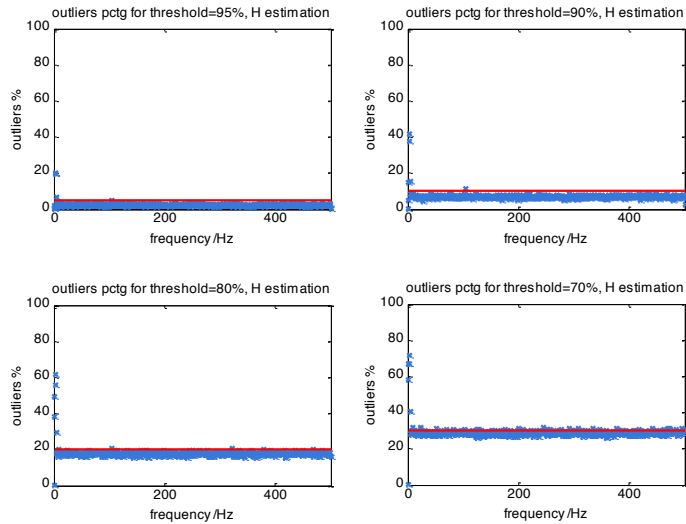 outliers pctg for threshold=95%, H estimation
100
80
60
40
20
0
outliers %
0 200 400
frequency/Hz
outliers pctg for threshold=90%, H estimation
100
80
60
40
20
0
outliers %
0 200 400
frequency/Hz
outliers pctg for threshold=80%, H estimation
100
80
60
40
20
0
outliers %
0 200 400
frequency/Hz
outliers pctg for threshold=70%, H estimation
100
80
60
40
20
0
outliers %
0 200 400
frequency/Hz